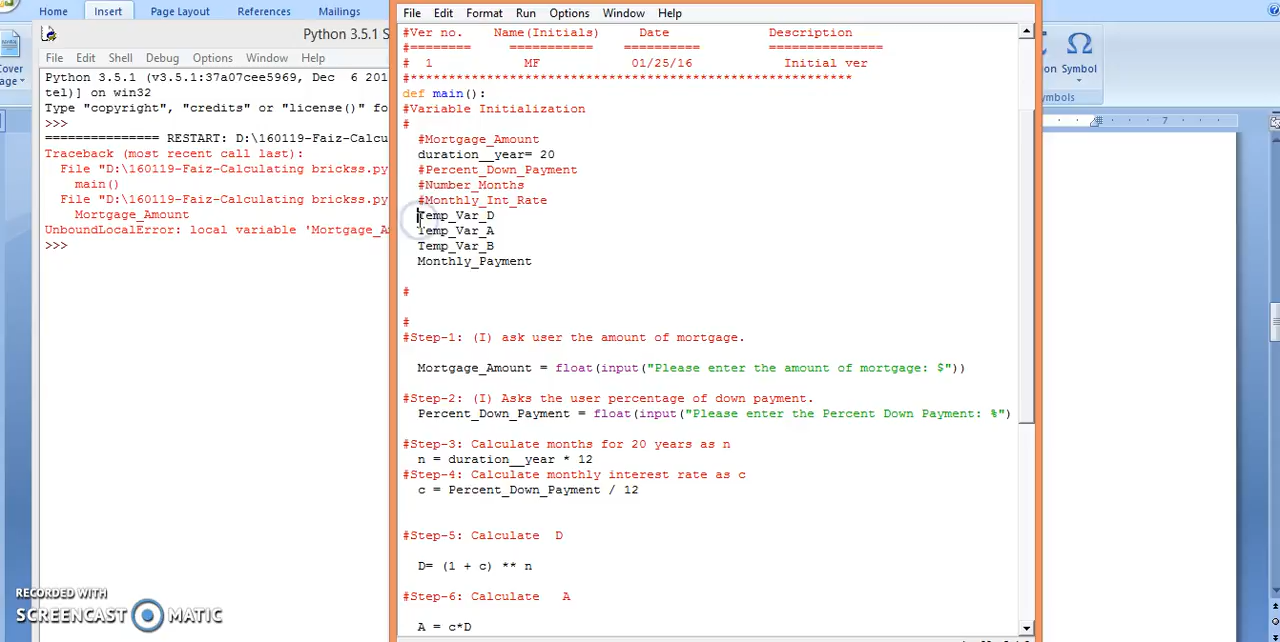 Home Insert Page Layout References Mailings
File Edit Format Run Options Window Help
Python 3.5.1 S
File Edit Shell Debug Options Window Help
Python 3.5.1 (v3.5.1:37a07cee5969, Dec 6 201
tel)] on win32
Type "copyright", "credits" or "license()" fo
>>>
=============== RESTART: D:\160119-Faiz-Calcu
Traceback (most recent call last):
File "D:\160119-Faiz-Calculating brickss.py
main()
File "D:\160119-Faiz-Calculating brickss.py
Mortgage_Amount
UnboundLocalError: local variable 'Mortgage_A
>>>
#Ver no. Name(Initials) Date Description
#======== =========== ========== ===============
# 1 MF 01/25/16 Initial ver
#**********************************************************
def main():
#Variable Initialization
#
#Mortgage_Amount
duration__year= 20
#Percent_Down_Payment
#Number_Months
#Monthly_Int_Rate
Temp_Var_D
Temp_Var_A
Temp_Var_B
Monthly_Payment
#
#
#Step-1: (I) ask user the amount of mortgage.
Mortgage_Amount = float(input("Please enter the amount of mortgage: $"))
#Step-2: (I) Asks the user percentage of down payment.
Percent_Down_Payment = float(input("Please enter the Percent Down Payment: %")
#Step-3: Calculate months for 20 years as n
n = duration__year * 12
#Step-4: Calculate monthly interest rate as c
c = Percent_Down_Payment / 12
#Step-5: Calculate D
D= (1 + c) ** n
#Step-6: Calculate A
A = c*D
over
age
on Symbol
mbols
7
RECORDED WITH
SCREENCAST MATIC